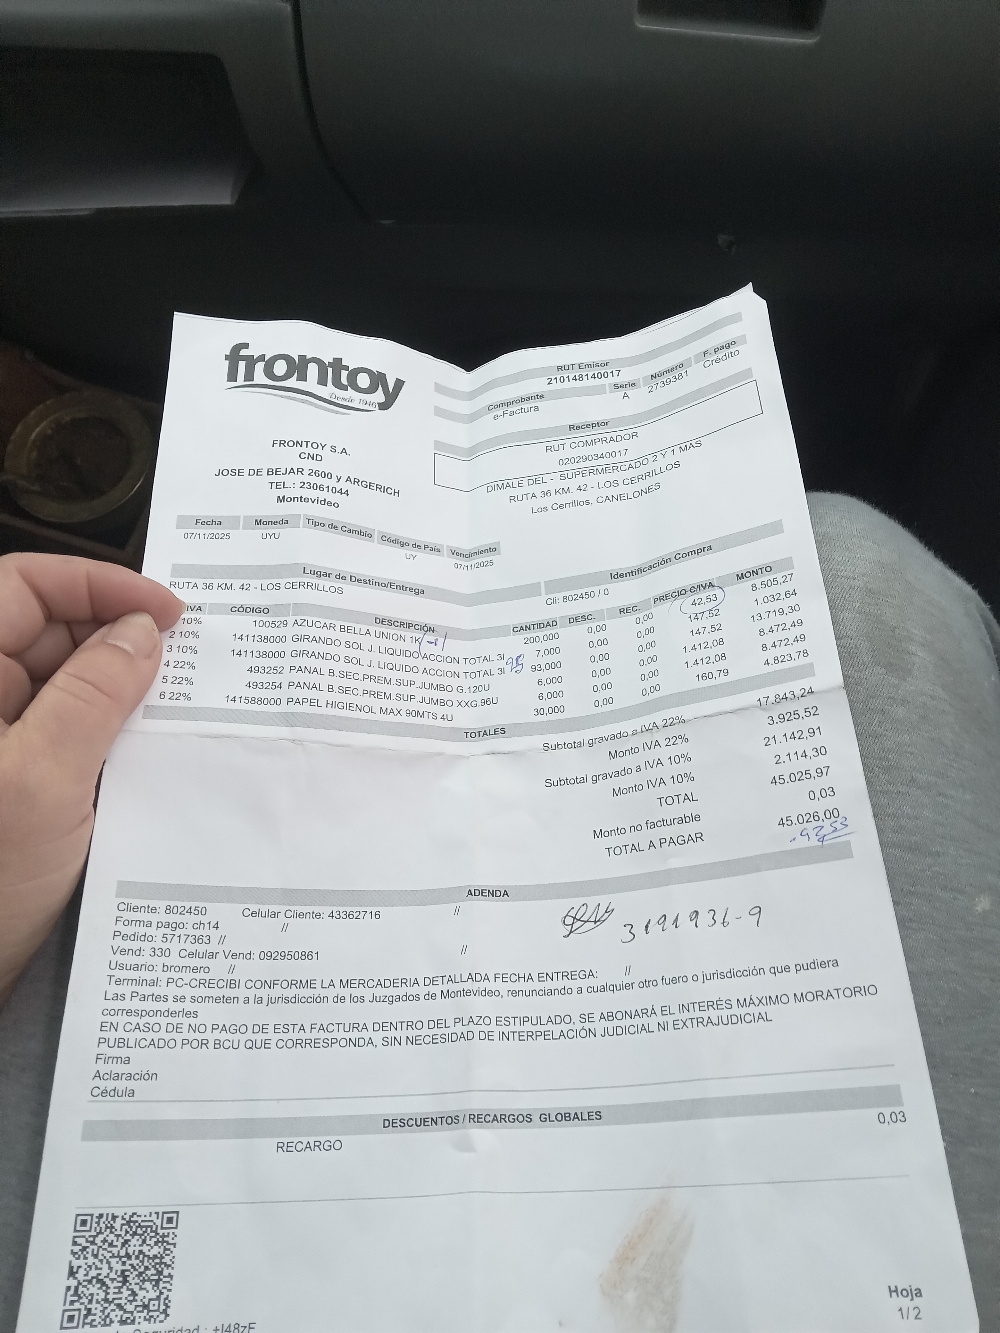 frontoy
Desde 1946
FRONTOY S.A.
CND
JOSE DE BEJAR 2600 y ARGERICH
TEL.: 23061044
Montevideo
RUT Emisor
210148140017
Comprobante Serie Número F. pago
e-Factura A 2739381 Crédito
Receptor
RUT COMPRADOR
020290340017
DIMALE DEL - SUPERMERCADO 2 Y 1 MAS
RUTA 36 KM. 42 - LOS CERRILLOS
Los Cerrillos, CANELONES
Fecha Moneda Tipo de Cambio Código de País Vencimiento
07/11/2025 UYU UY 07/11/2025
Lugar de Destino/Entrega Identificación Compra
RUTA 36 KM. 42 - LOS CERRILLOS Cli: 802450 / 0
IVA CÓDIGO DESCRIPCIÓN CANTIDAD DESC. REC. PRECIO C/IVA MONTO
10% 100529 AZUCAR BELLA UNION 1K -1 200,000 0,00 0,00 42,53 8.505,27
2 10% 141138000 GIRANDO SOL J. LIQUIDO ACCION TOTAL 3l 7,000 0,00 0,00 147,52 1.032,64
3 10% 141138000 GIRANDO SOL J. LIQUIDO ACCION TOTAL 3l 93,000 0,00 0,00 147,52 13.719,30
4 22% 493252 PANAL B.SEC.PREM.SUP.JUMBO G.120U 6,000 0,00 0,00 1.412,08 8.472,49
5 22% 493254 PANAL B.SEC.PREM.SUP.JUMBO XXG.96U 6,000 0,00 0,00 1.412,08 8.472,49
6 22% 141588000 PAPEL HIGIENOL MAX 90MTS 4U 30,000 0,00 0,00 160,79 4.823,78
TOTALES
Subtotal gravado a IVA 22% 17.843,24
Monto IVA 22% 3.925,52
Subtotal gravado a IVA 10% 21.142,91
Monto IVA 10% 2.114,30
TOTAL 45.025,97
Monto no facturable 0,03
TOTAL A PAGAR 45.026,00
ADENDA
Cliente: 802450 Celular Cliente: 43362716 //
Forma pago: ch14 //
3191936-9
Pedido: 5717363 //
Vend: 330 Celular Vend: 092950861 //
Usuario: bromero //
Terminal: PC-CRECIBI CONFORME LA MERCADERIA DETALLADA FECHA ENTREGA: //
Las Partes se someten a la jurisdicción de los Juzgados de Montevideo, renunciando a cualquier otro fuero o jurisdicción que pudiera
corresponderles
EN CASO DE NO PAGO DE ESTA FACTURA DENTRO DEL PLAZO ESTIPULADO, SE ABONARÁ EL INTERÉS MÁXIMO MORATORIO
PUBLICADO POR BCU QUE CORRESPONDA, SIN NECESIDAD DE INTERPELACIÓN JUDICIAL NI EXTRAJUDICIAL
Firma
Aclaración
Cédula
DESCUENTOS / RECARGOS GLOBALES
RECARGO 0,03
Hoja
1/2